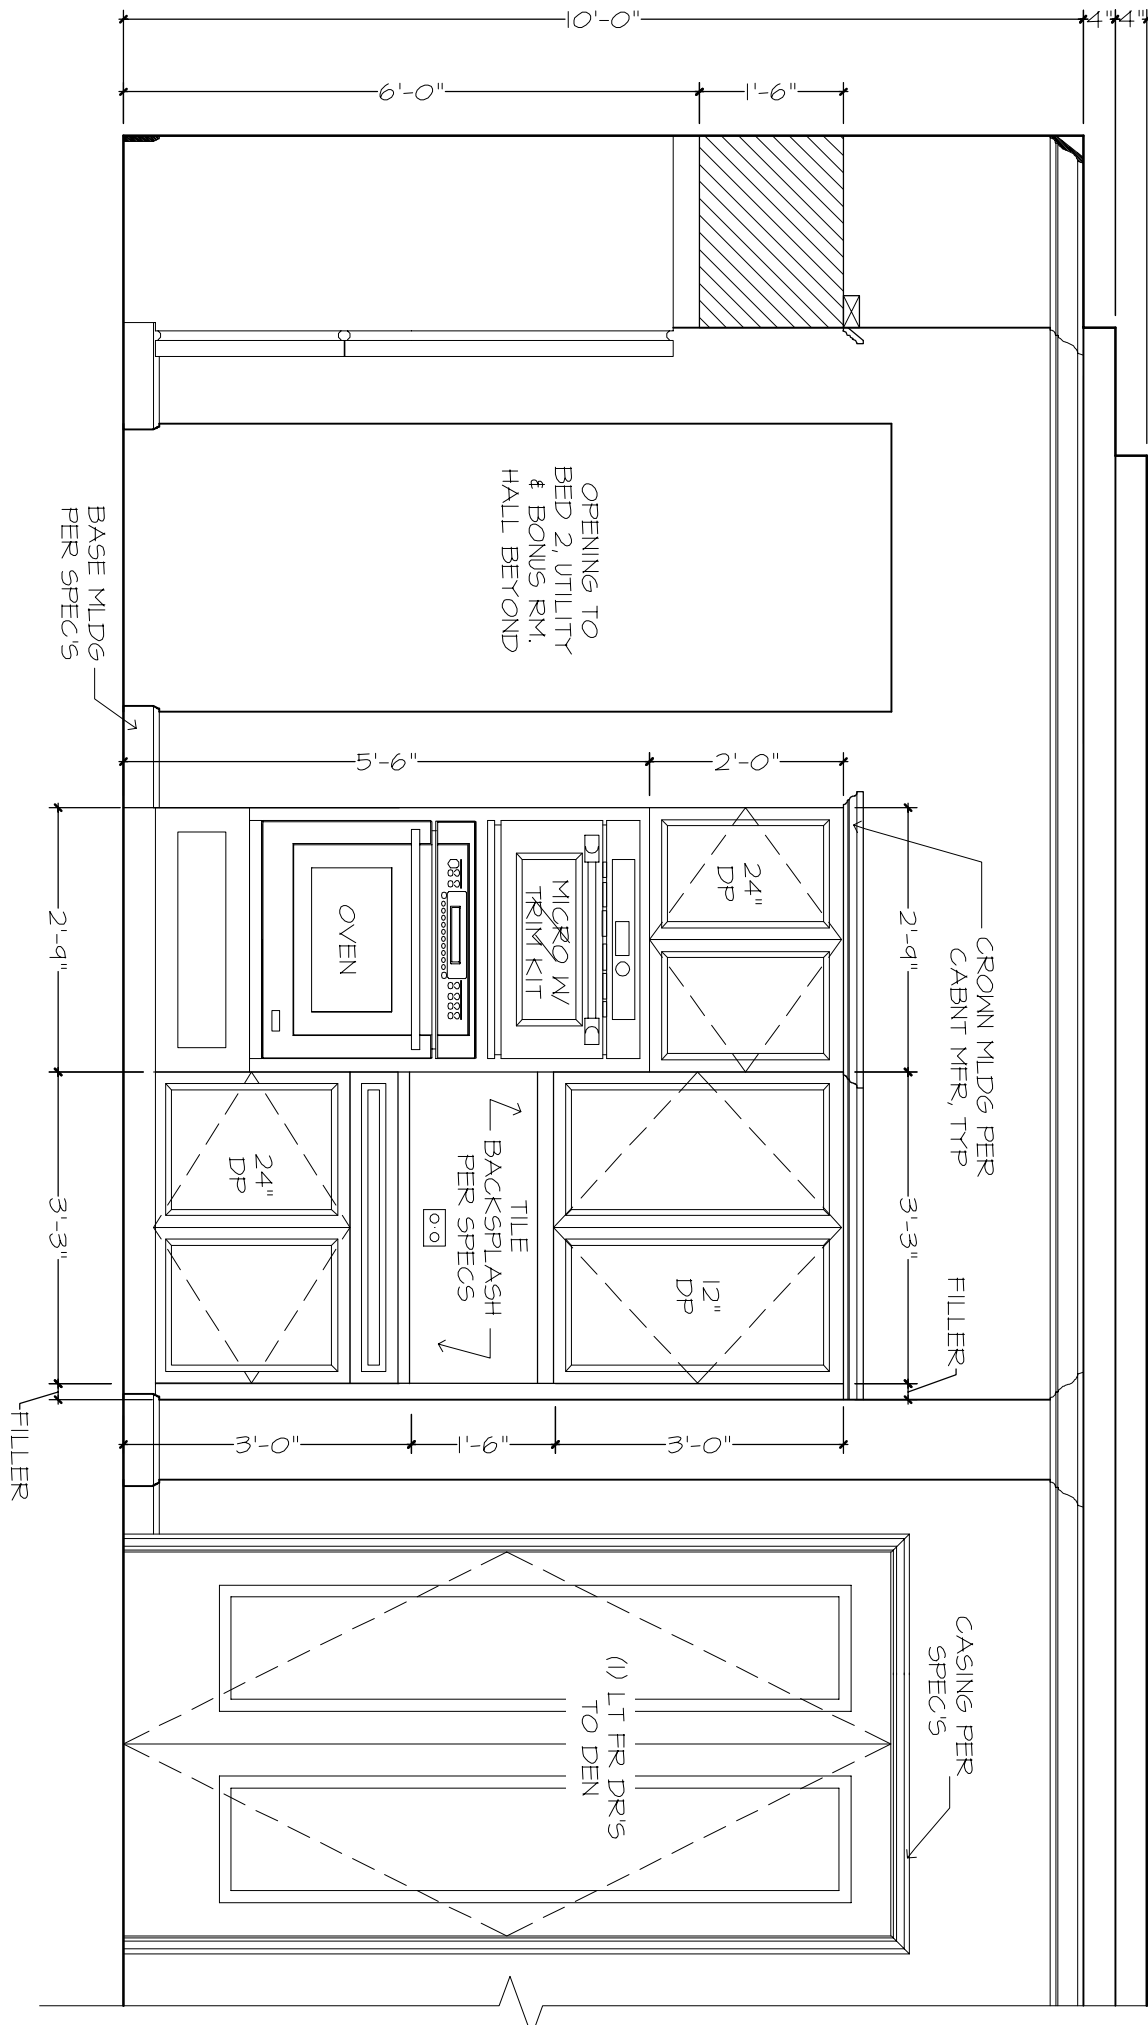 10'-0"
4"
4"
6'-0"
1'-6"
OPENING TO
BED 2, UTILITY
& BONUS RM.
HALL BEYOND
BASE MLDG
PER SPEC'S
5'-6"
2'-0"
CROWN MLDG PER
CABNT MFR, TYP
2'-9"
3'-3"
FILLER
24"
DP
MICRO W/
TRIM KIT
OVEN
12"
DP
TILE
BACKSPLASH
PER SPECS
24"
DP
2'-9"
3'-3"
FILLER
3'-0"
1'-6"
3'-0"
CASING PER
SPEC'S
(1) LT FR DR'S
TO DEN